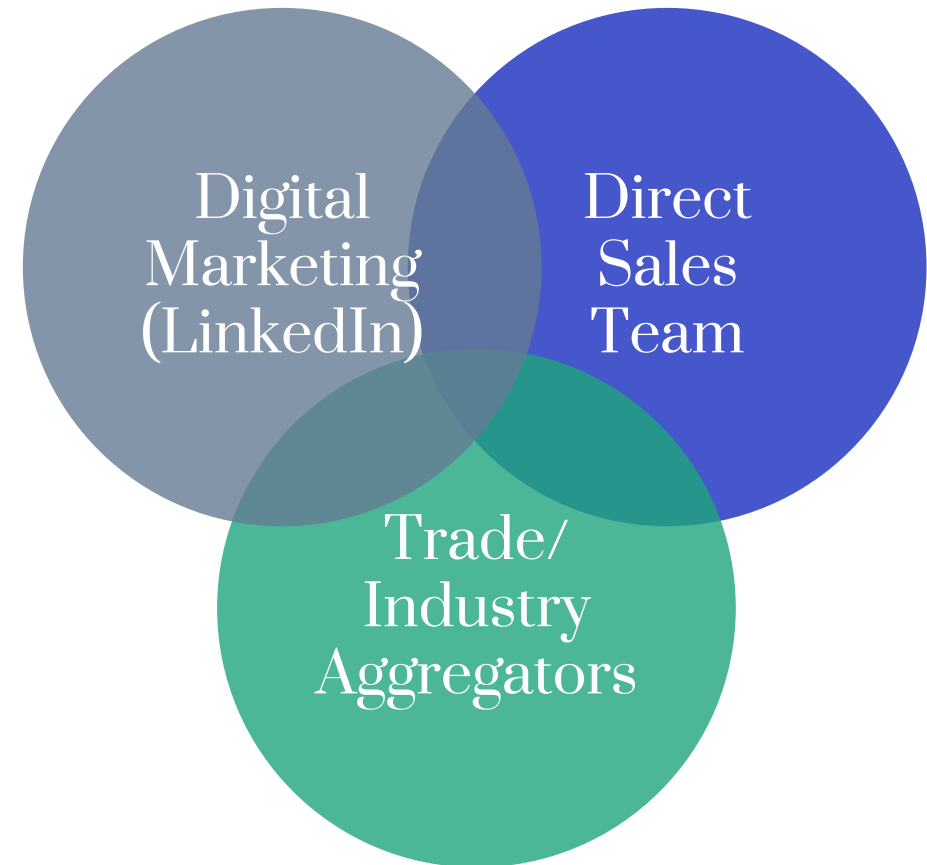 Digital
Marketing
(LinkedIn)
Direct
Sales
Team
Trade/
Industry
Aggregators